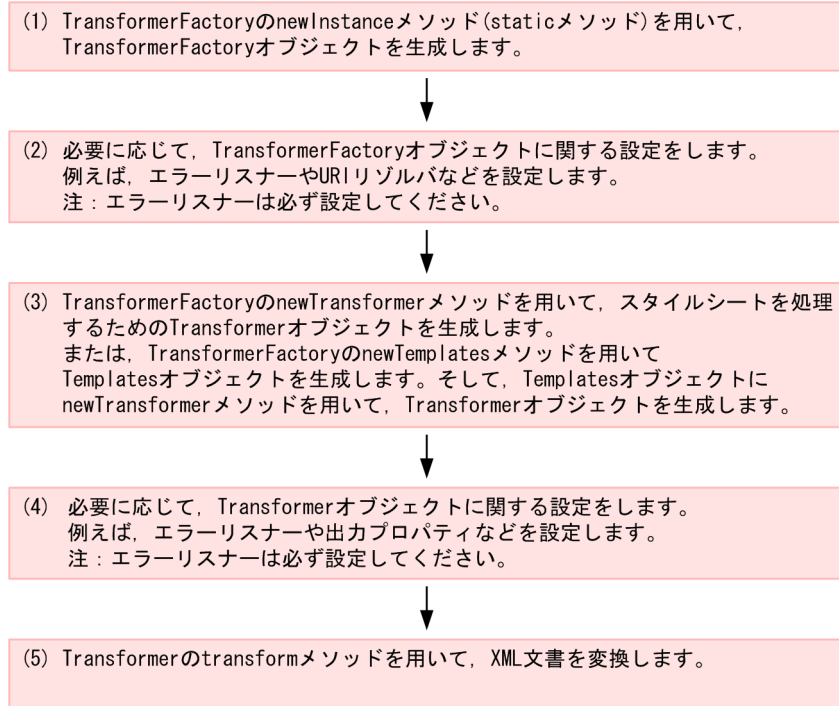 (1) TransformerFactoryのnewInstanceメソッド(staticメソッド)を用いて，
TransformerFactoryオブジェクトを生成します。
(2) 必要に応じて，TransformerFactoryオブジェクトに関する設定をします。
例えば，エラーリスナーやURIリゾルバなどを設定します。
注：エラーリスナーは必ず設定してください。
(3) TransformerFactoryのnewTransformerメソッドを用いて，スタイルシートを処理
するためのTransformerオブジェクトを生成します。
または，TransformerFactoryのnewTemplatesメソッドを用いて
Templatesオブジェクトを生成します。そして，Templatesオブジェクトに
newTransformerメソッドを用いて，Transformerオブジェクトを生成します。
(4) 必要に応じて，Transformerオブジェクトに関する設定をします。
例えば，エラーリスナーや出力プロパティなどを設定します。
注：エラーリスナーは必ず設定してください。
(5) Transformerのtransformメソッドを用いて，XML文書を変換します。